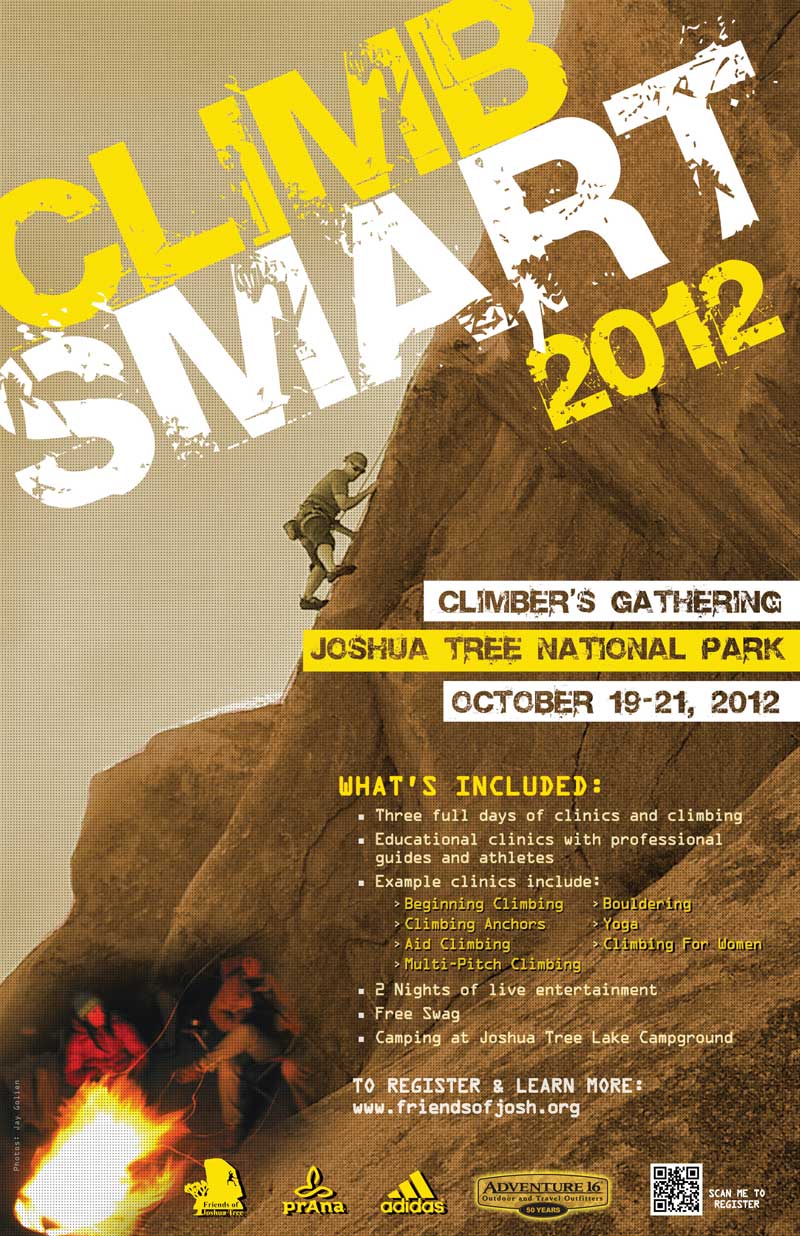 CLIMB
SMART
2012
CLIMBER'S GATHERING
JOSHUA TREE NATIONAL PARK
OCTOBER 19-21, 2012
WHAT'S INCLUDED:
▪ Three full days of clinics and climbing
▪ Educational clinics with professional
guides and athletes
▪ Example clinics include:
> Beginning Climbing
> Climbing Anchors
> Aid Climbing
> Multi-Pitch Climbing
> Bouldering
> Yoga
> Climbing For Women
▪ 2 Nights of live entertainment
▪ Free Swag
▪ Camping at Joshua Tree Lake Campground
TO REGISTER & LEARN MORE:
www.friendsofjosh.org
Photos: Jay Golien
Friends of
Joshua Tree
prAna
adidas
ADVENTURE 16
Outdoor and Travel Outfitters
50 YEARS
SCAN ME TO
REGISTER